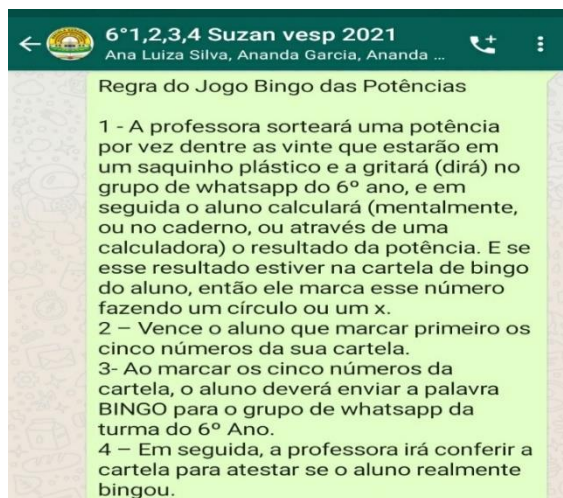 6°1,2,3,4 Suzan vesp 2021
Ana Luiza Silva, Ananda Garcia, Ananda ...
Regra do Jogo Bingo das Potências
1 - A professora sorteará uma potência
por vez dentre as vinte que estarão em
um saquinho plástico e a gritará (dirá) no
grupo de whatsapp do 6º ano, e em
seguida o aluno calculará (mentalmente,
ou no caderno, ou através de uma
calculadora) o resultado da potência. E se
esse resultado estiver na cartela de bingo
do aluno, então ele marca esse número
fazendo um círculo ou um x.
2 – Vence o aluno que marcar primeiro os
cinco números da sua cartela.
3- Ao marcar os cinco números da
cartela, o aluno deverá enviar a palavra
BINGO para o grupo de whatsapp da
turma do 6º Ano.
4 – Em seguida, a professora irá conferir a
cartela para atestar se o aluno realmente
bingou.